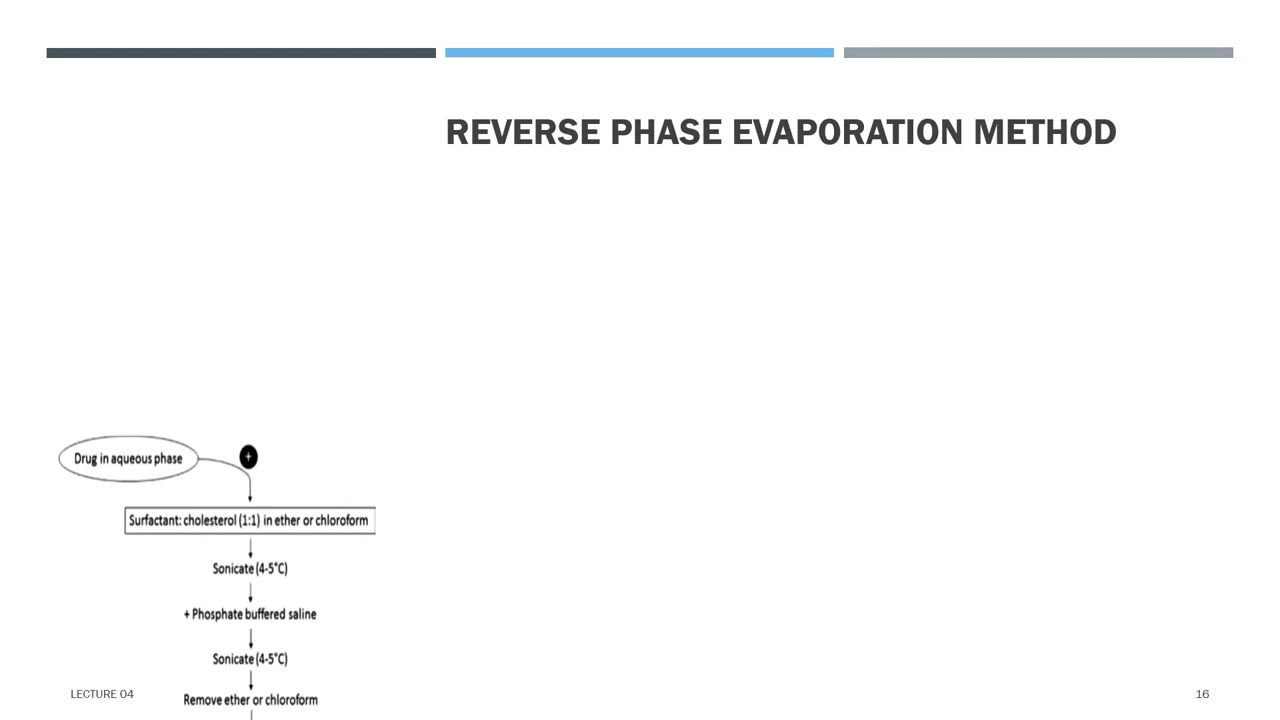 REVERSE PHASE EVAPORATION METHOD
Drug in aqueous phase
+
Surfactant: cholesterol (1:1) in ether or chloroform
Sonicate (4-5°C)
+ Phosphate buffered saline
Sonicate (4-5°C)
Remove ether or chloroform
LECTURE 04
16